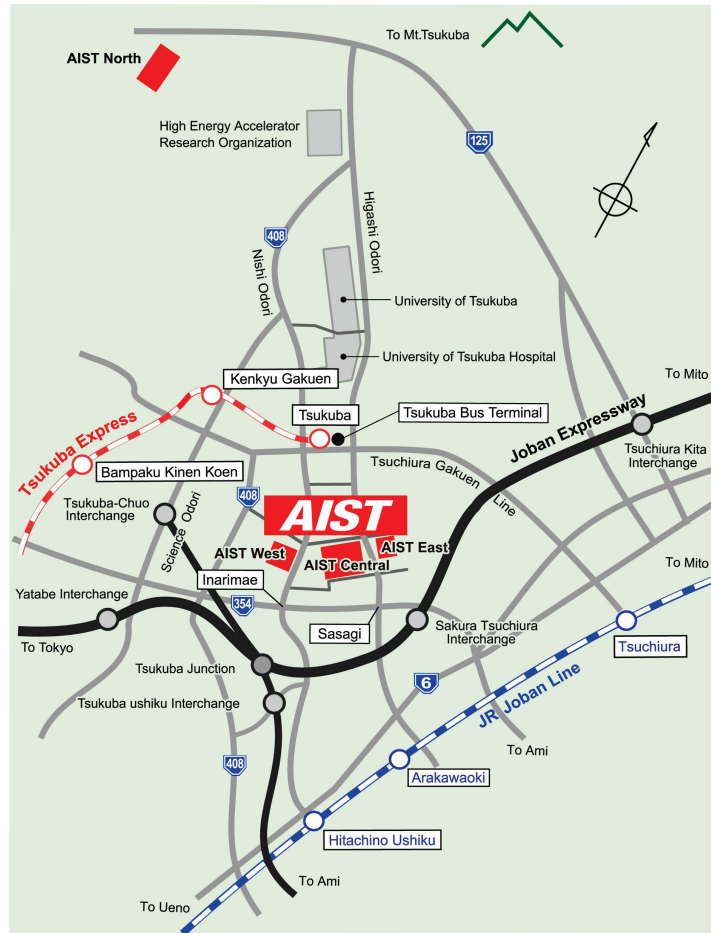 To Mt.Tsukuba
AIST North
High Energy Accelerator
Research Organization
125
Higashi Odori
408
Nishi Odori
University of Tsukuba
University of Tsukuba Hospital
To Mito
Kenkyu Gakuen
Tsukuba
Tsukuba Bus Terminal
Joban Expressway
Tsukuba Express
Tsuchiura Kita
Interchange
Bampaku Kinen Koen
Tsuchiura Gakuen
Line
408
Tsukuba-Chuo
Interchange
Science Odori
AIST
AIST West
AIST East
AIST Central
To Mito
Inarimae
Yatabe Interchange
354
Sasagi
Sakura Tsuchiura
Interchange
Tsuchiura
To Tokyo
Tsukuba Junction
6
JR Joban Line
Tsukuba ushiku Interchange
To Ami
408
Arakawaoki
Hitachino Ushiku
To Ami
To Ueno